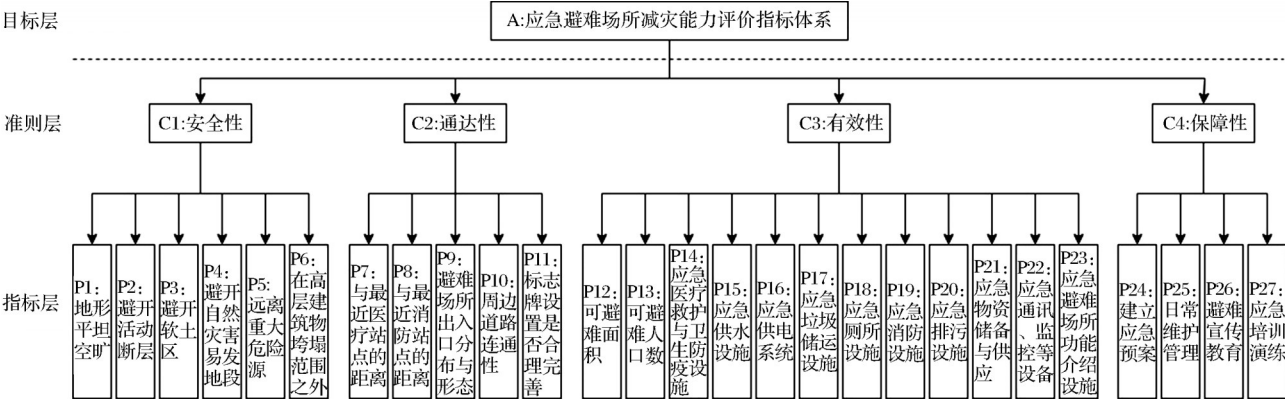 目标层
A:应急避难场所减灾能力评价指标体系
准则层
C1:安全性
C2:通达性
C3:有效性
C4:保障性
指标层
P1:
地形
平坦
空旷
P2:
避开
活动
断层
P3:
避开
软土
区
P4:
避开
自然
灾害
易发
地段
P5:
远离
重大
危险
源
P6:
在高
层建
筑物
垮塌
范围
之外
P7:
与最
近医
疗站
点的
距离
P8:
与最
近消
防站
点的
距离
P9:
避难
场所
出入
口分
布与
形态
P10:
周边
道路
连通
性
P11:
标志
牌设
置是
否合
理完
善
P12:
可避
难面
积
P13:
可避
难人
口数
P14:
应急
医疗
救护
与卫
生防
疫设
施
P15:
应急
供水
设施
P16:
应急
供电
系统
P17:
应急
垃圾
储运
设施
P18:
应急
厕所
设施
P19:
应急
消防
设施
P20:
应急
排污
设施
P21:
应急
物资
储备
与供
应
P22:
应急
通讯
、监
控等
设备
P23:
应急
避难
场所
功能
介绍
设施
P24:
建立
应急
预案
P25:
日常
维护
管理
P26:
避难
宣传
教育
P27:
应急
培训
演练